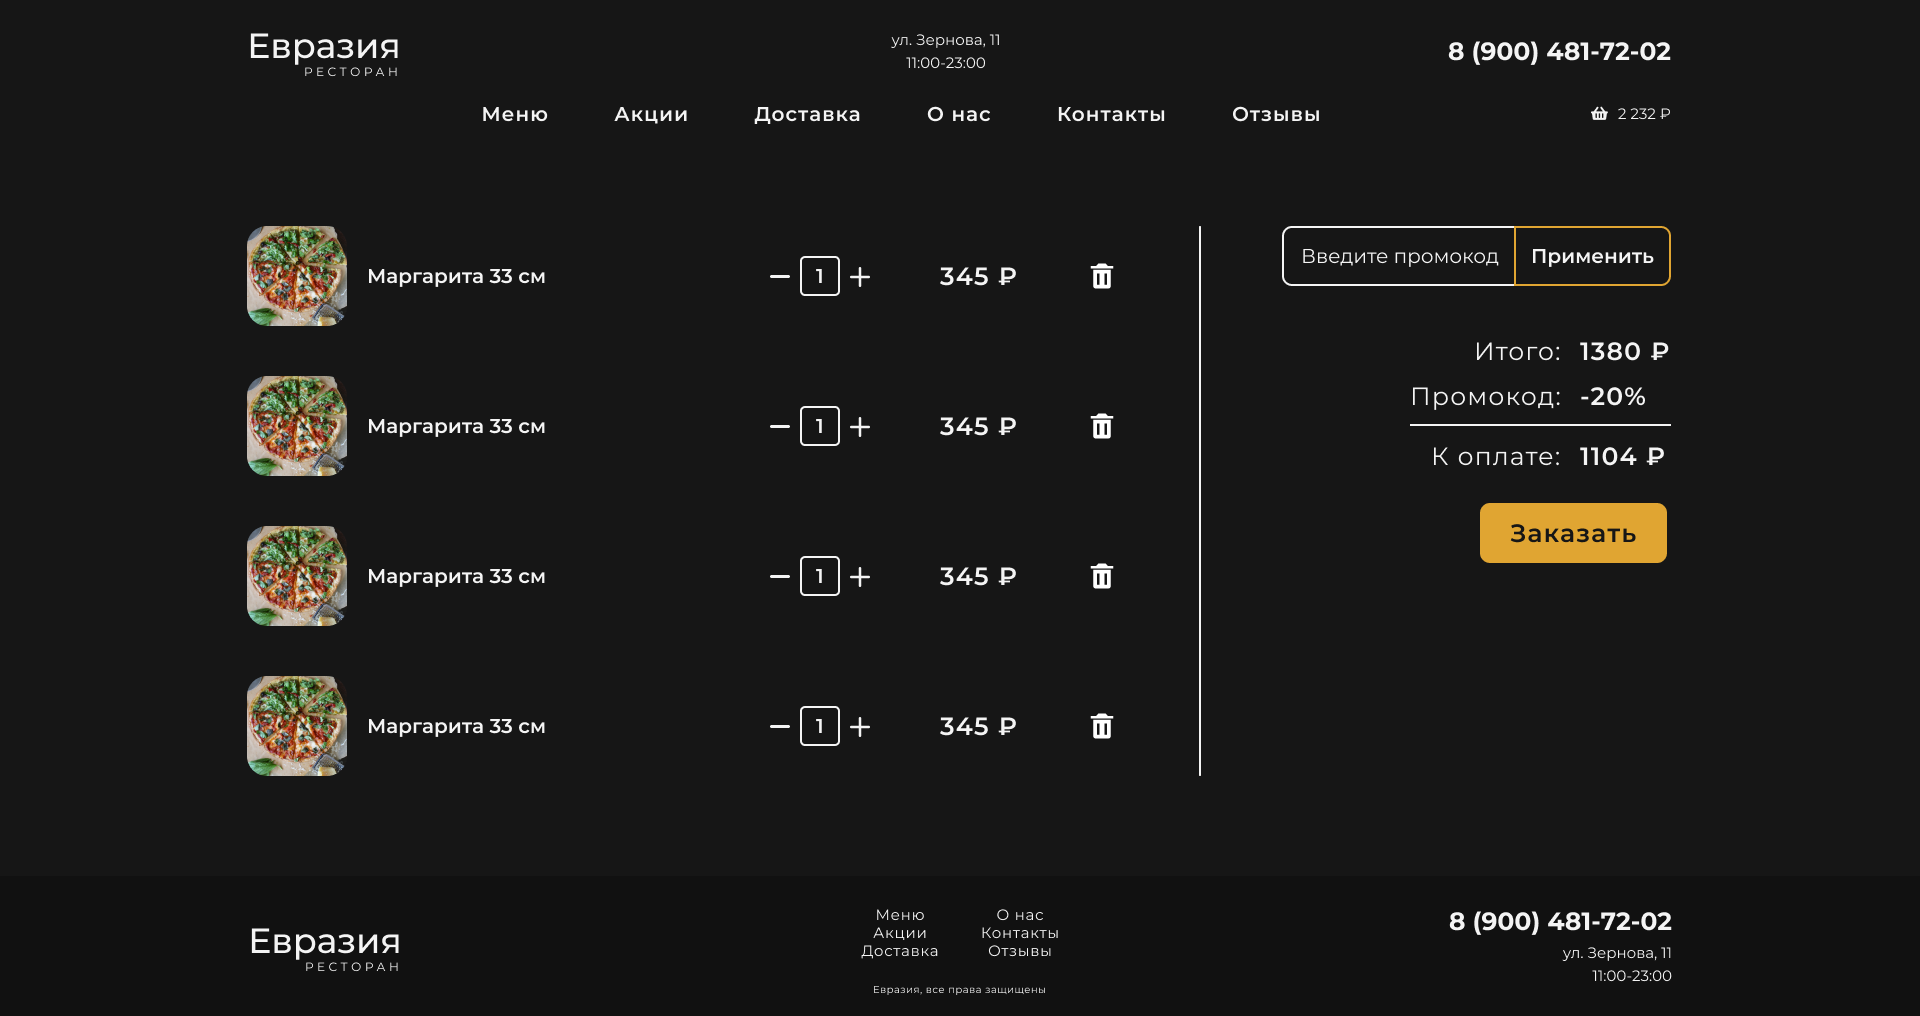 Евразия
РЕСТОРАН
ул. Зернова, 11
11:00-23:00
8 (900) 481-72-02
Меню
Акции
Доставка
О нас
Контакты
Отзывы
2 232 ₽
Маргарита 33 см
1
345 ₽
Маргарита 33 см
1
345 ₽
Маргарита 33 см
1
345 ₽
Маргарита 33 см
1
345 ₽
Введите промокод
Применить
Итого: 1380 ₽
Промокод: -20%
К оплате: 1104 ₽
Заказать
Евразия
РЕСТОРАН
Меню
Акции
Доставка
О нас
Контакты
Отзывы
Евразия, все права защищены
8 (900) 481-72-02
ул. Зернова, 11
11:00-23:00